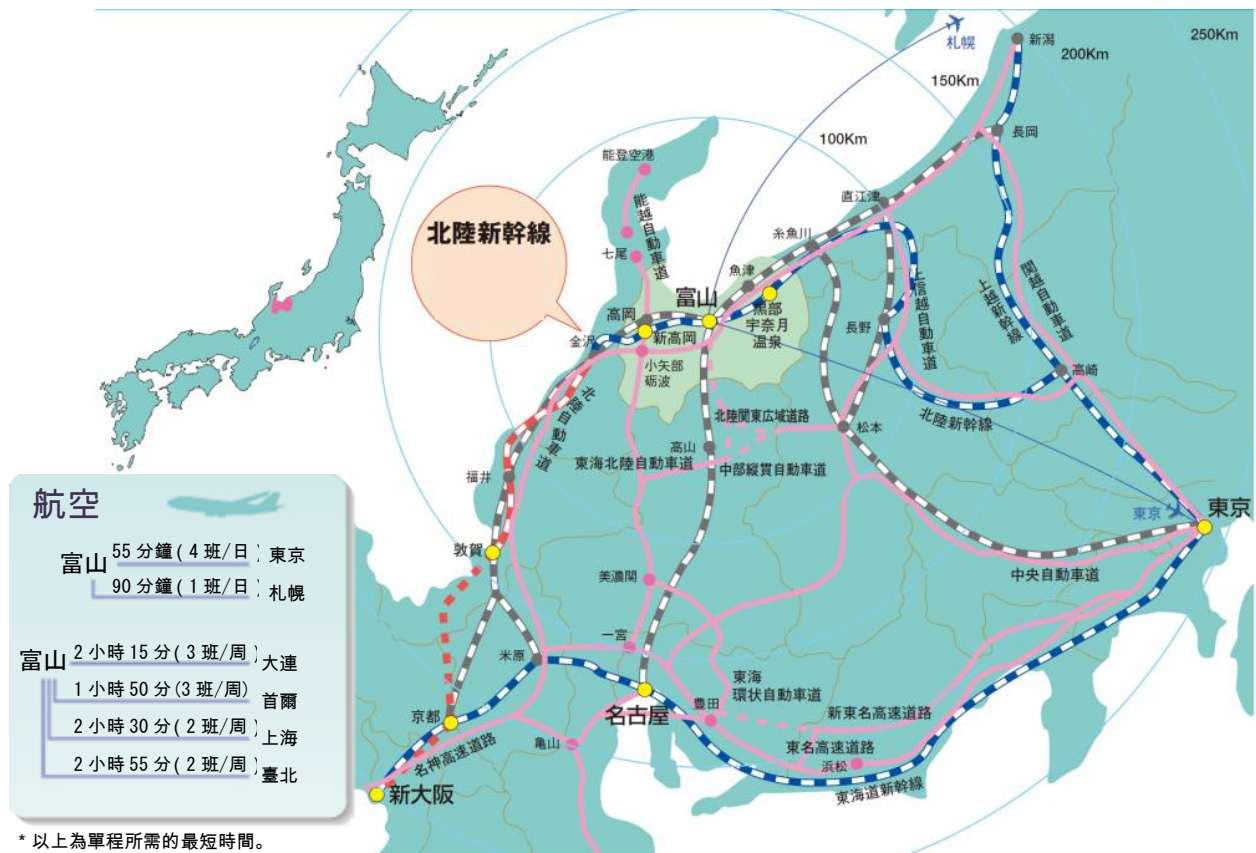 250Km
新潟
札幌
200Km
150Km
長岡
100Km
能登空港
直江津
能越自動車道
北陸新幹線
糸魚川
七尾
魚津
上信越自動車道
上越新幹線
関越自動車道
富山
黒部
宇奈月
温泉
高岡
新高岡
長野
金沢
小矢部
砺波
高崎
北陸自動車道
北陸関東広域道路
松本
北陸新幹線
高山
東海北陸自動車道
中部縦貫自動車道
福井
東京
東京
敦賀
美濃関
中央自動車道
一宮
米原
東海
環状自動車道
豊田
名古屋
新東名高速道路
京都
亀山
東名高速道路
浜松
名神高速道路
東海道新幹線
新大阪
航空
富山 55 分鐘( 4 班/日 ) 東京
90 分鐘( 1 班/日 ) 札幌
富山 2 小時 15 分( 3 班/周 ) 大連
1 小時 50 分(3 班/周) 首爾
2 小時 30 分( 2 班/周 ) 上海
2 小時 55 分( 2 班/周 ) 臺北
* 以上為單程所需的最短時間。